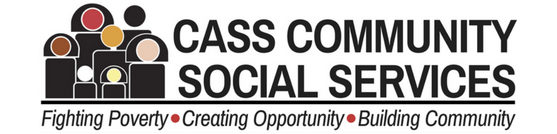 CASS COMMUNITY
SOCIAL SERVICES
Fighting Poverty•Creating Opportunity•Building Community